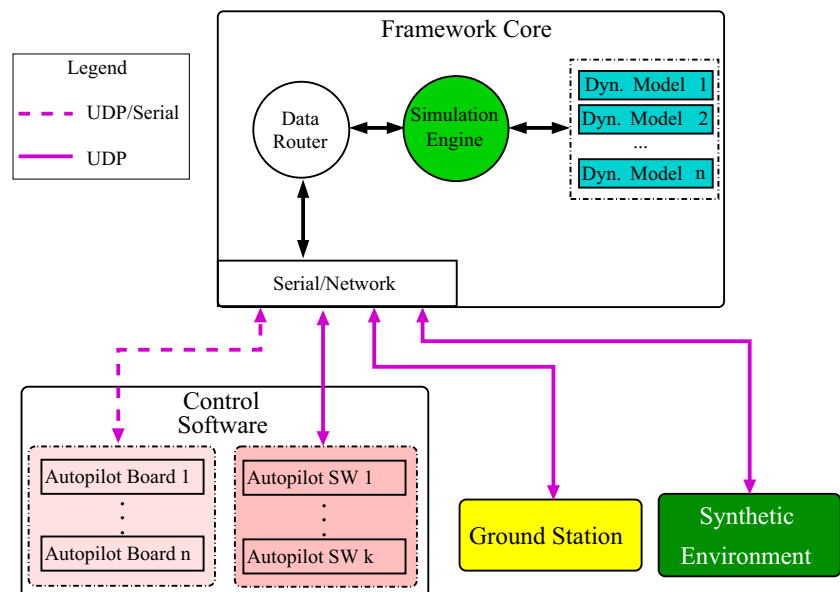 Framework Core
Legend
UDP/Serial
UDP
Data
Router
Simulation
Engine
Dyn. Model 1
Dyn. Model 2
...
Dyn. Model n
Serial/Network
Control
Software
Autopilot Board 1
Autopilot Board n
Autopilot SW 1
Autopilot SW k
Ground Station
Synthetic
Environment